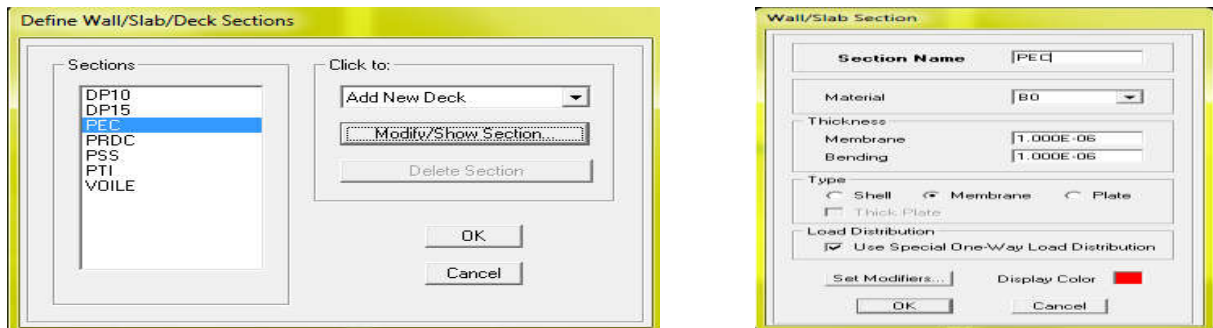 Define Wall/Slab/Deck Sections
Sections
DP10
DP15
PEC
PRDC
PSS
PTI
VOILE
Click to:
Add New Deck
Modify/Show Section...
Delete Section
OK
Cancel
Wall/Slab Section
Section Name PEC
Material B0
Thickness
Membrane 1.000E-06
Bending 1.000E-06
Type
Shell Membrane Plate
Thick Plate
Load Distribution
Use Special One-Way Load Distribution
Set Modifiers... Display Color
OK Cancel